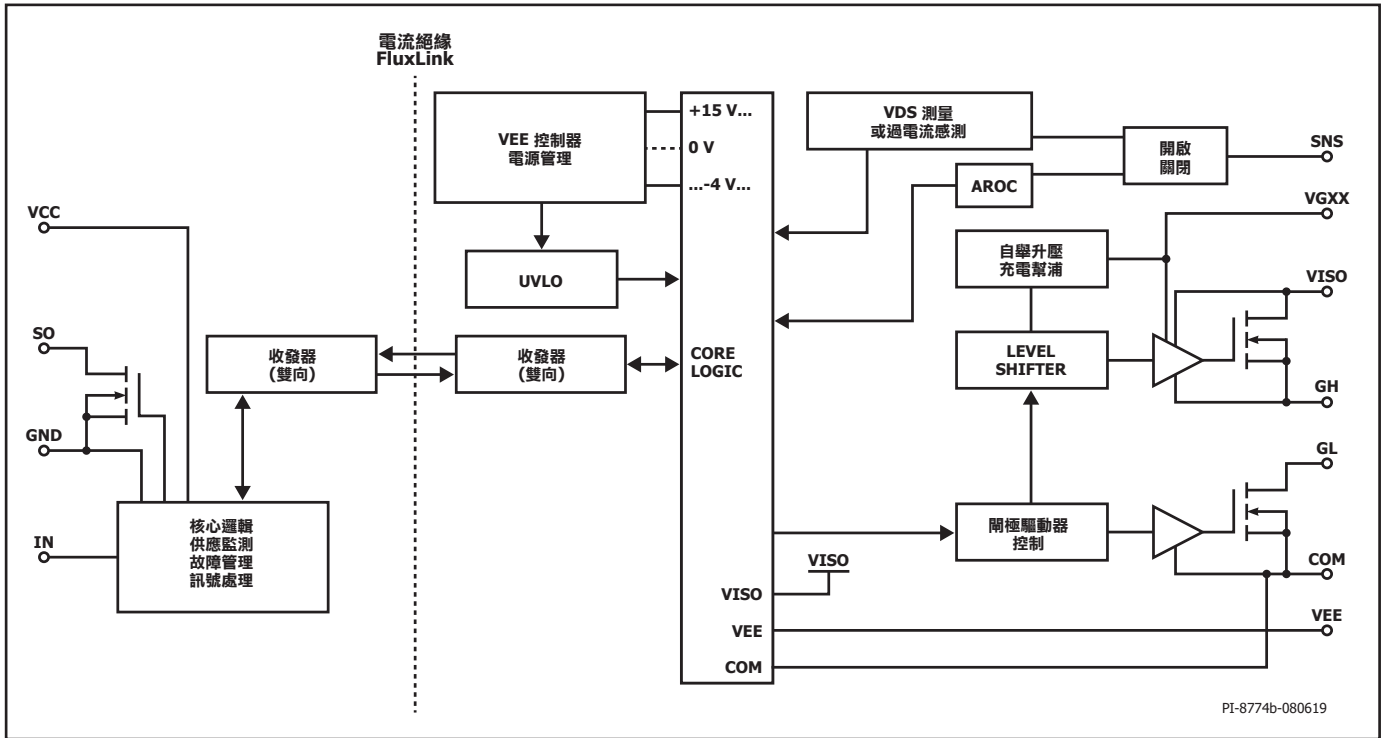 電流絕緣
FluxLink
VCC
SO
GND
IN
收發器
(雙向)
核心邏輯
供應監測
故障管理
訊號處理
VEE 控制器
電源管理
UVLO
收發器
(雙向)
+15 V...
0 V
...-4 V...
CORE
LOGIC
VISO
VEE
COM
VISO
VDS 測量
或過電流感測
AROC
開啟
關閉
自舉升壓
充電幫浦
LEVEL
SHIFTER
閘極驅動器
控制
SNS
VGXX
VISO
GH
GL
COM
VEE
PI-8774b-080619